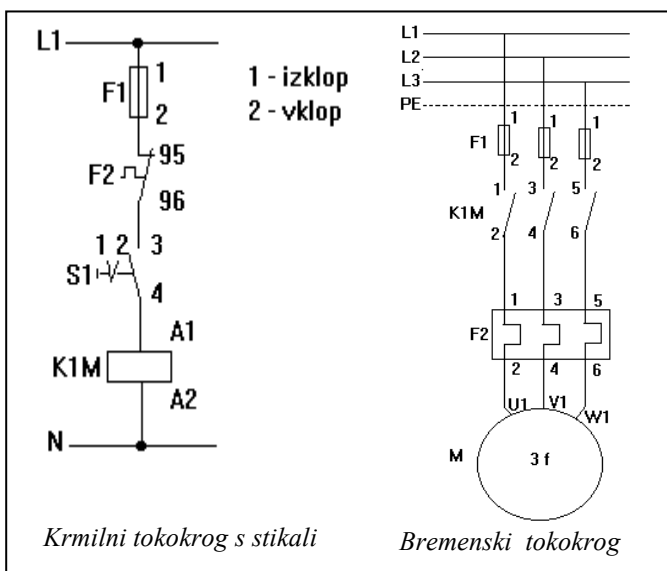 L1
F1
1
2
1 - izklop
2 - vklop
F2
95
96
1 2 3
S1
4
A1
K1M
A2
N
Krmilni tokokrog s stikali
L1
L2
L3
PE
F1
1 1 1
2 2 2
1 3 5
K1M
2 4 6
1 3 5
F2
2 4 6
U1 V1 W1
M
3 f
Bremenski tokokrog